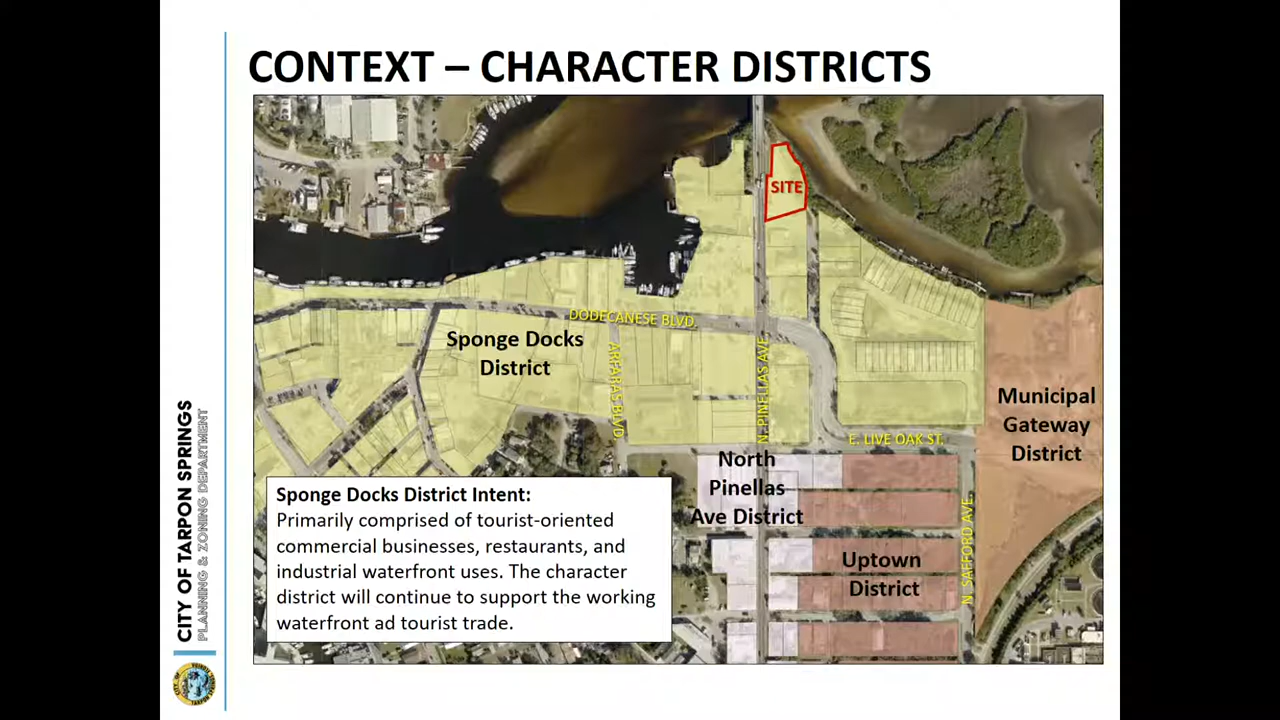 CONTEXT – CHARACTER DISTRICTS
SITE
DODECANESE BLVD.
Sponge Docks
District
ARFARAS BLVD.
N. PINELLAS AVE.
E. LIVE OAK ST.
Municipal
Gateway
District
North
Pinellas
Ave District
Uptown
District
N. SAFFORD AVE.
Sponge Docks District Intent:
Primarily comprised of tourist-oriented
commercial businesses, restaurants, and
industrial waterfront uses. The character
district will continue to support the working
waterfront ad tourist trade.
CITY OF TARPON SPRINGS
PLANNING & ZONING DEPARTMENT